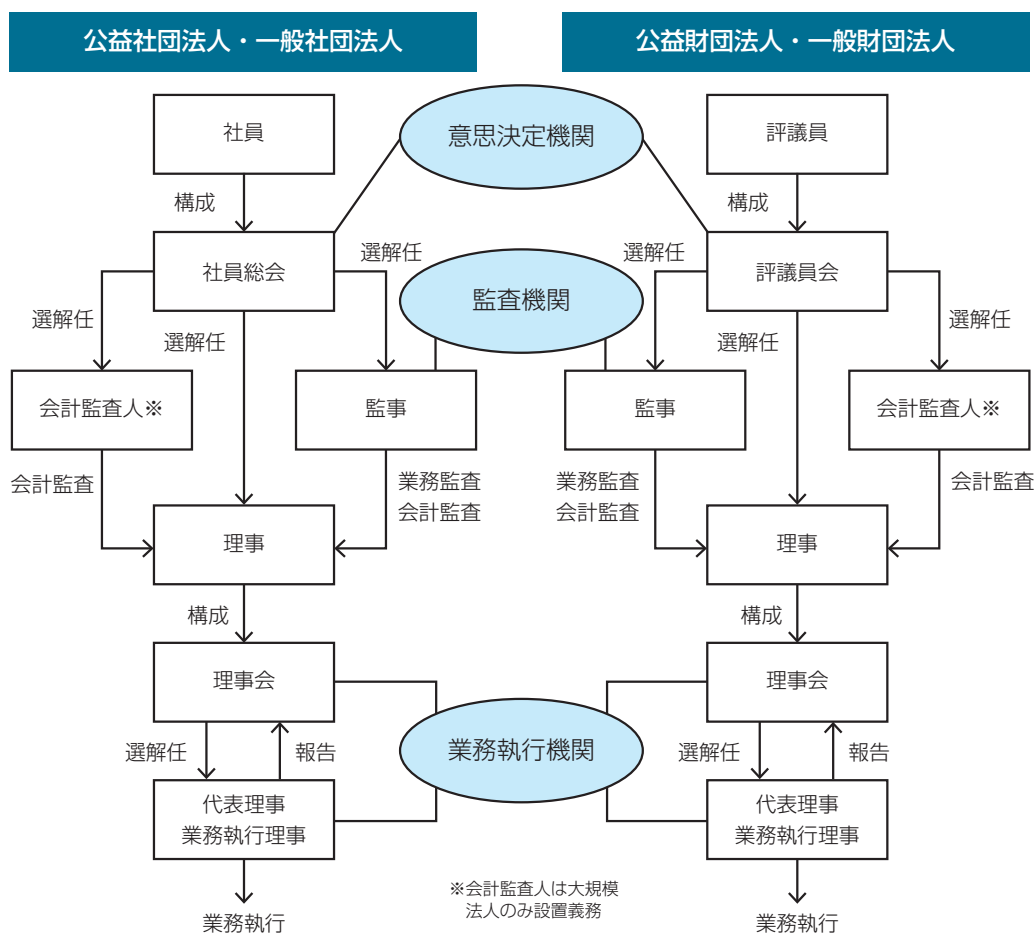 公益社団法人・一般社団法人
公益財団法人・一般財団法人
社員
意思決定機関
評議員
構成
構成
社員総会
選解任
選解任
評議員会
監査機関
選解任
選解任
選解任
選解任
会計監査人※
監事
監事
会計監査人※
会計監査
業務監査
会計監査
業務監査
会計監査
会計監査
理事
理事
構成
構成
理事会
理事会
選解任
報告
業務執行機関
選解任
報告
代表理事
業務執行理事
代表理事
業務執行理事
※会計監査人は大規模
法人のみ設置義務
業務執行
業務執行